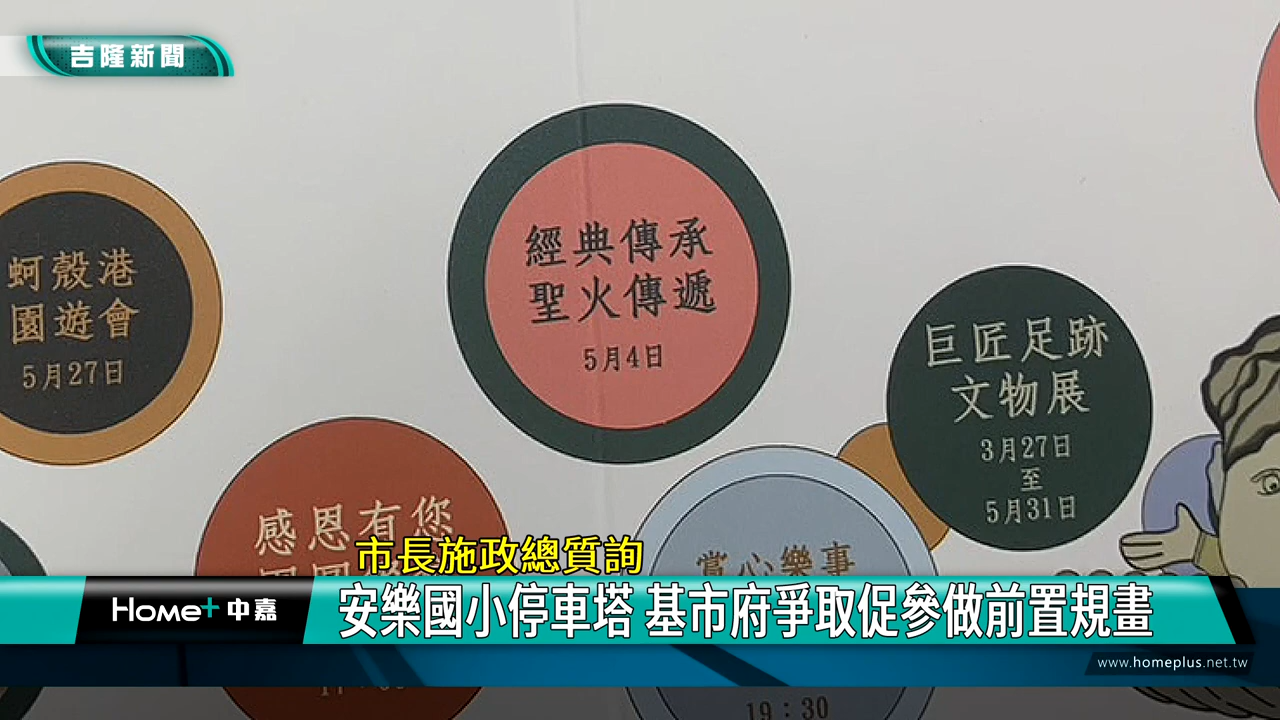 吉隆新聞
經典傳承
聖火傳遞
5月4日
蚵殼港
園遊會
5月27日
巨匠足跡
文物展
3月27日
至
5月31日
感恩有您
賞心樂事
市長施政總質詢
Home+中嘉
安樂國小停車塔 基市府爭取促參做前置規畫
www.homeplus.net.tw
19：30